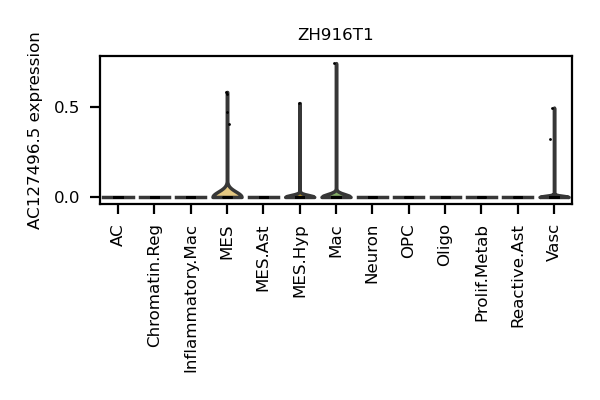 ZH916T1
AC127496.5 expression
0.5
0.0
AC
Chromatin.Reg
Inflammatory.Mac
MES
MES.Ast
MES.Hyp
Mac
Neuron
OPC
Oligo
Prolif.Metab
Reactive.Ast
Vasc